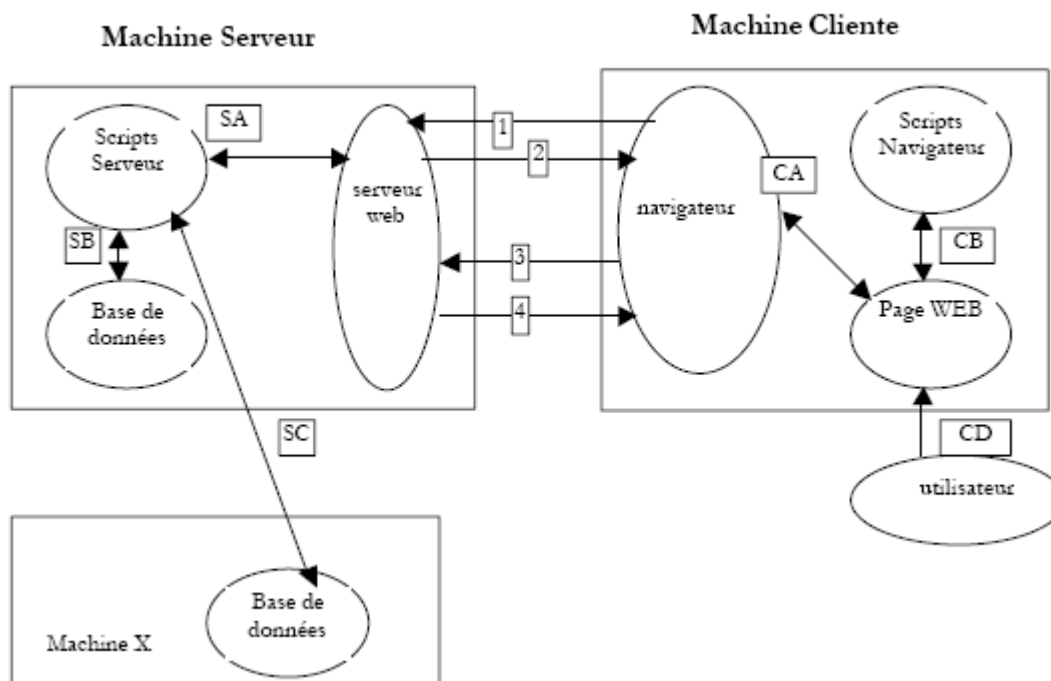 Machine Serveur
Machine Cliente
Scripts
Serveur
SA
serveur
web
SB
Base de
données
1
2
3
4
navigateur
CA
Scripts
Navigateur
CB
Page WEB
CD
utilisateur
SC
Machine X
Base de
données